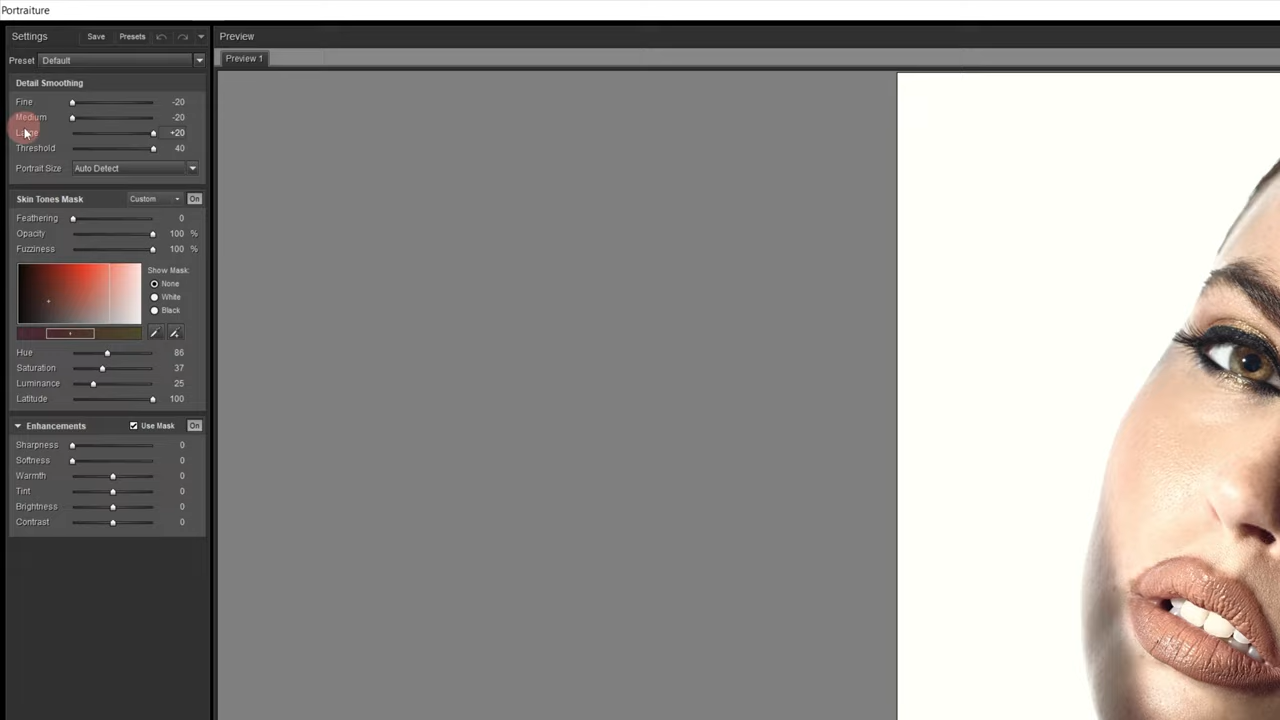 Portraiture
Settings Save Presets
Preview
Preset Default
Preview 1
Detail Smoothing
Fine -20
Medium -20
Large +20
Threshold 40
Portrait Size Auto Detect
Skin Tones Mask Custom On
Feathering 0
Opacity 100 %
Fuzziness 100 %
Show Mask:
None
White
Black
Hue 86
Saturation 37
Luminance 25
Latitude 100
Enhancements Use Mask On
Sharpness 0
Softness 0
Warmth 0
Tint 0
Brightness 0
Contrast 0